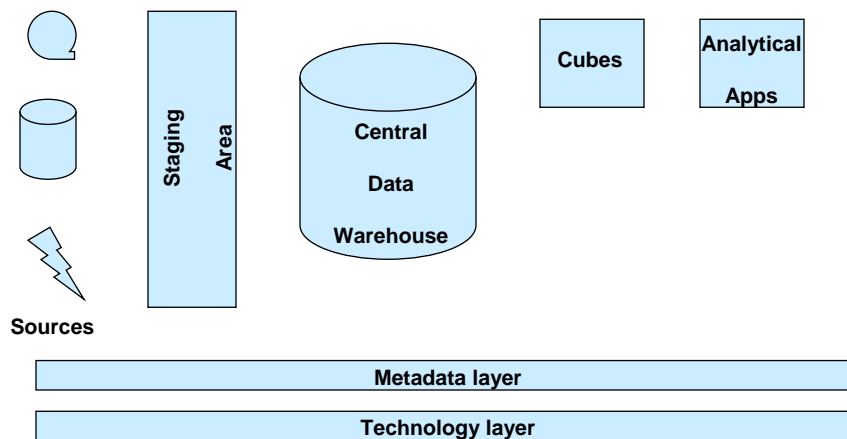 Sources
Staging
Area
Central
Data
Warehouse
Cubes
Analytical
Apps
Metadata layer
Technology layer